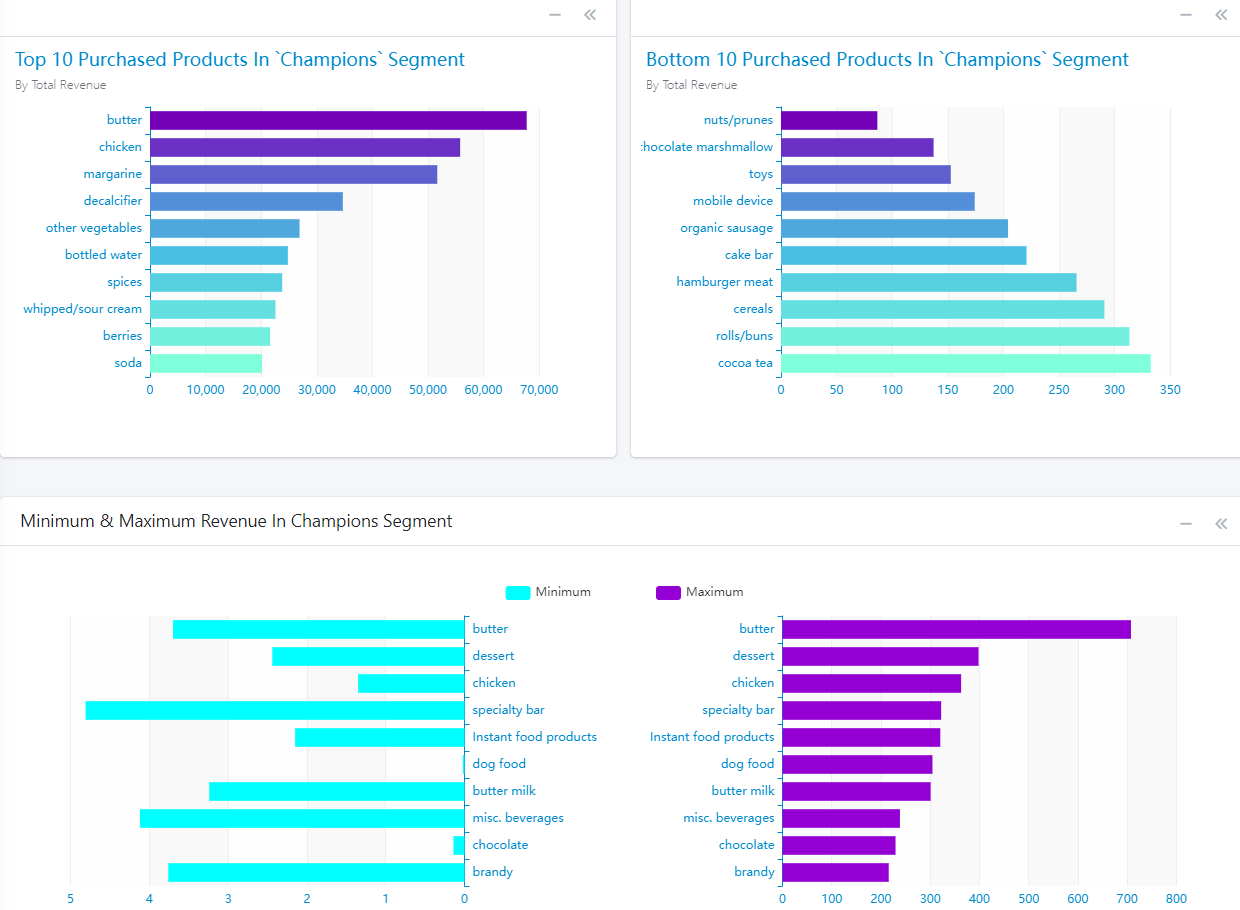 Top 10 Purchased Products In `Champions` Segment
By Total Revenue
butter
chicken
margarine
decalcifier
other vegetables
bottled water
spices
whipped/sour cream
berries
soda
0 10,000 20,000 30,000 40,000 50,000 60,000 70,000
Bottom 10 Purchased Products In `Champions` Segment
By Total Revenue
nuts/prunes
chocolate marshmallow
toys
mobile device
organic sausage
cake bar
hamburger meat
cereals
rolls/buns
cocoa tea
0 50 100 150 200 250 300 350
Minimum & Maximum Revenue In Champions Segment
Minimum Maximum
butter
dessert
chicken
specialty bar
Instant food products
dog food
butter milk
misc. beverages
chocolate
brandy
5 4 3 2 1 0
butter
dessert
chicken
specialty bar
Instant food products
dog food
butter milk
misc. beverages
chocolate
brandy
0 100 200 300 400 500 600 700 800